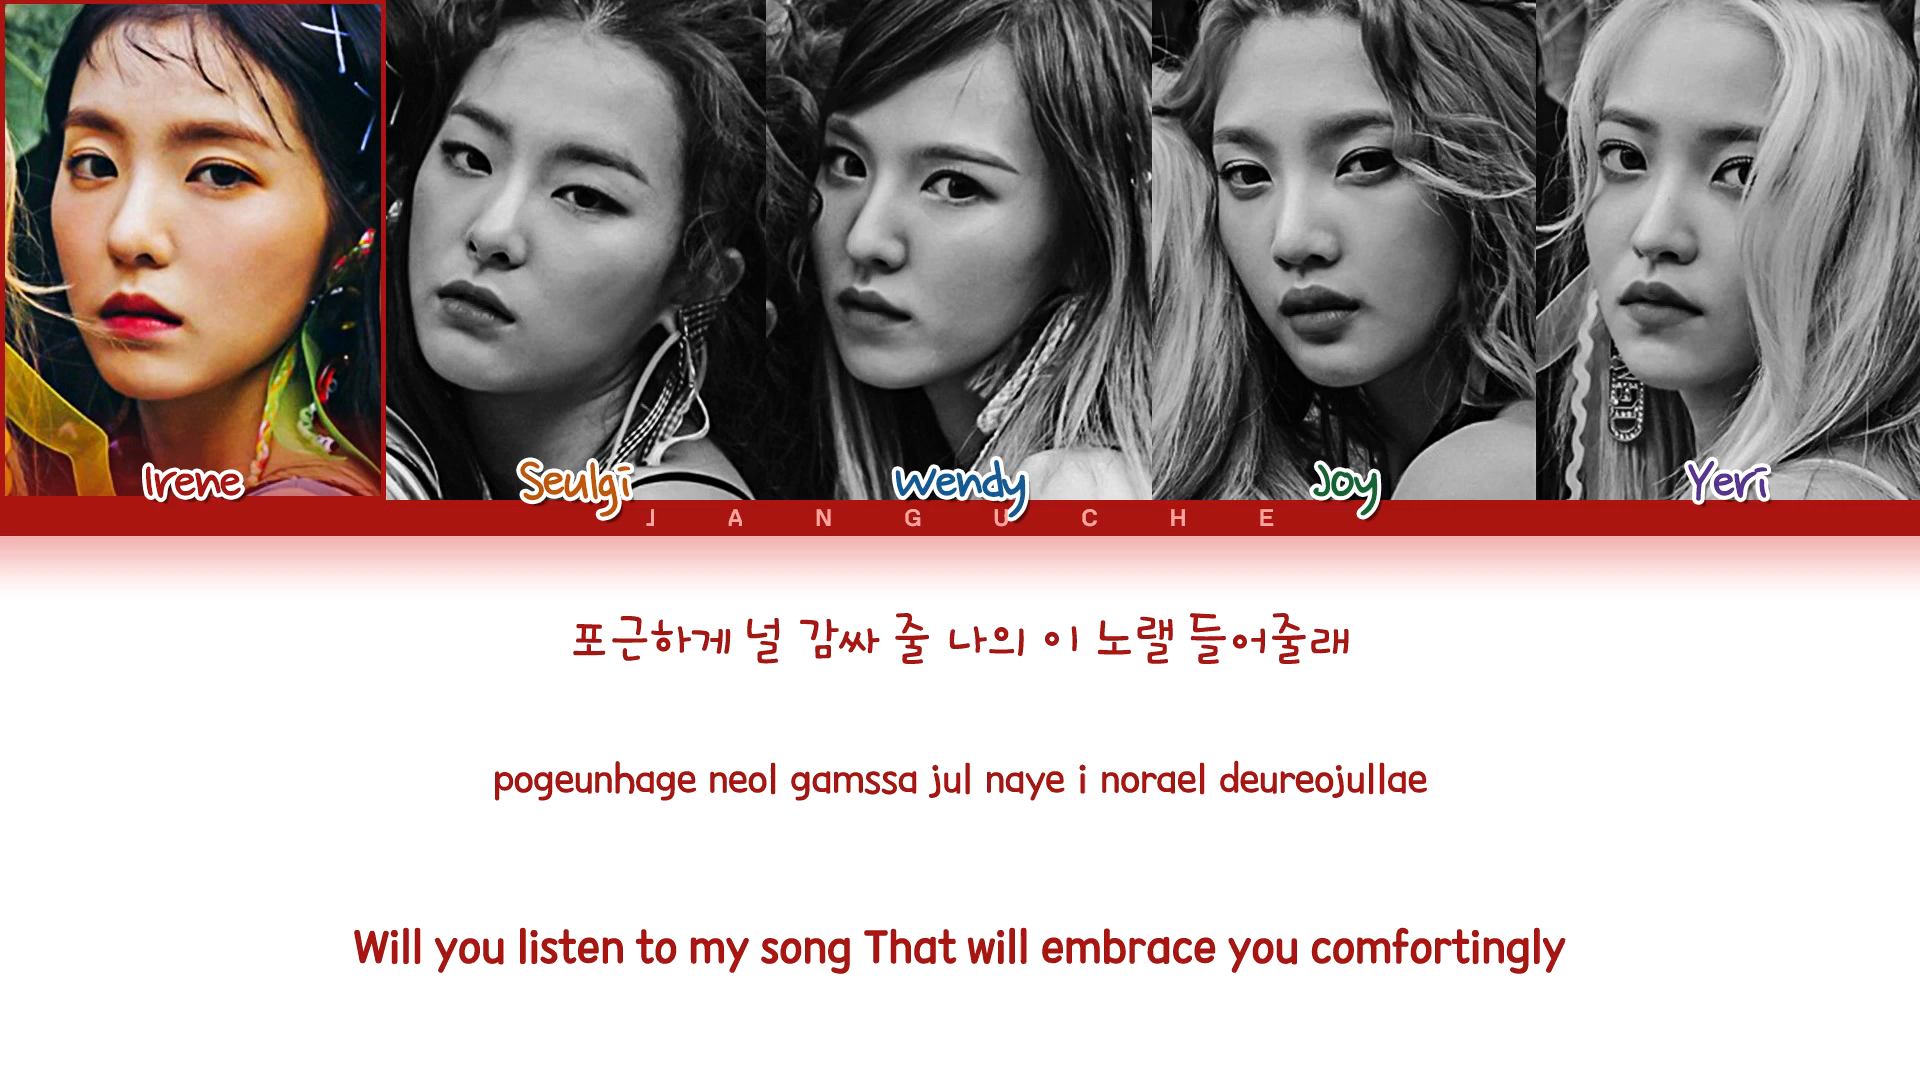 Irene Seulgi Wendy Joy Yeri
JANGUCHE
포근하게 널 감싸 줄 나의 이 노랠 들어줄래
pogeunhage neol gamssa jul naye i norael deureojullae
Will you listen to my song That will embrace you comfortingly